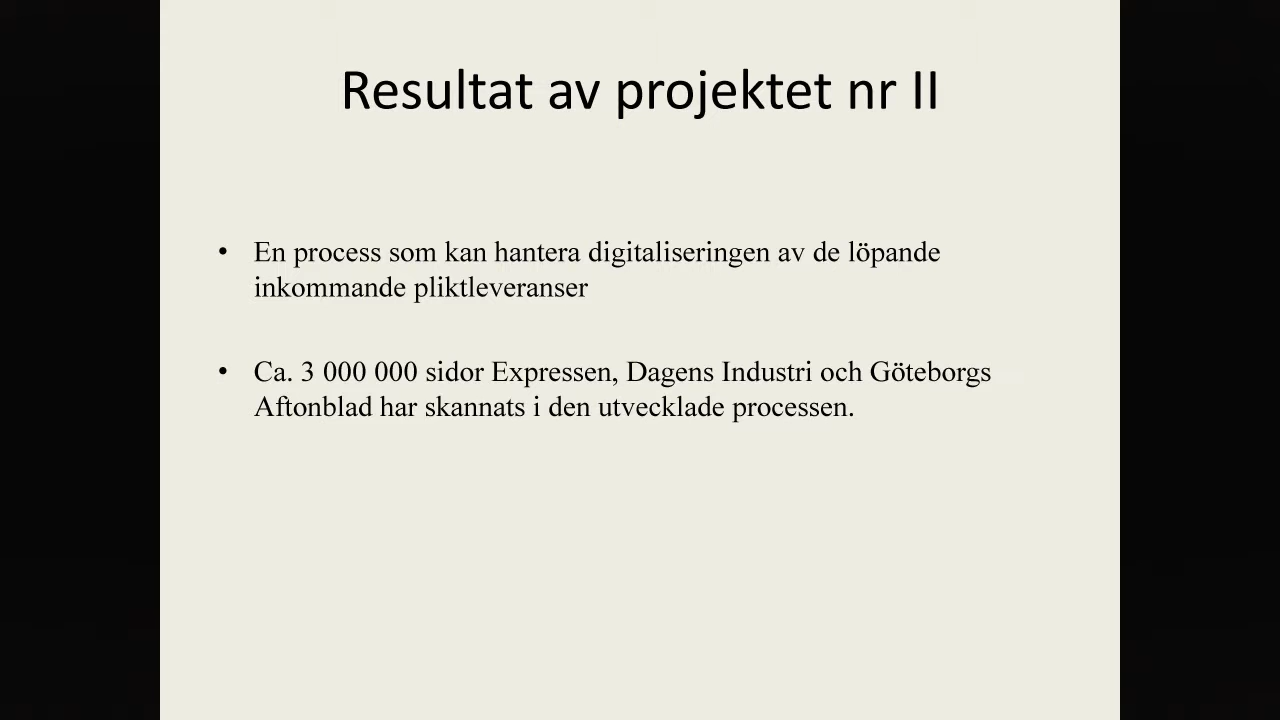 Resultat av projektet nr II
• En process som kan hantera digitaliseringen av de löpande
inkommande pliktleveranser
• Ca. 3 000 000 sidor Expressen, Dagens Industri och Göteborgs
Aftonblad har skannats i den utvecklade processen.